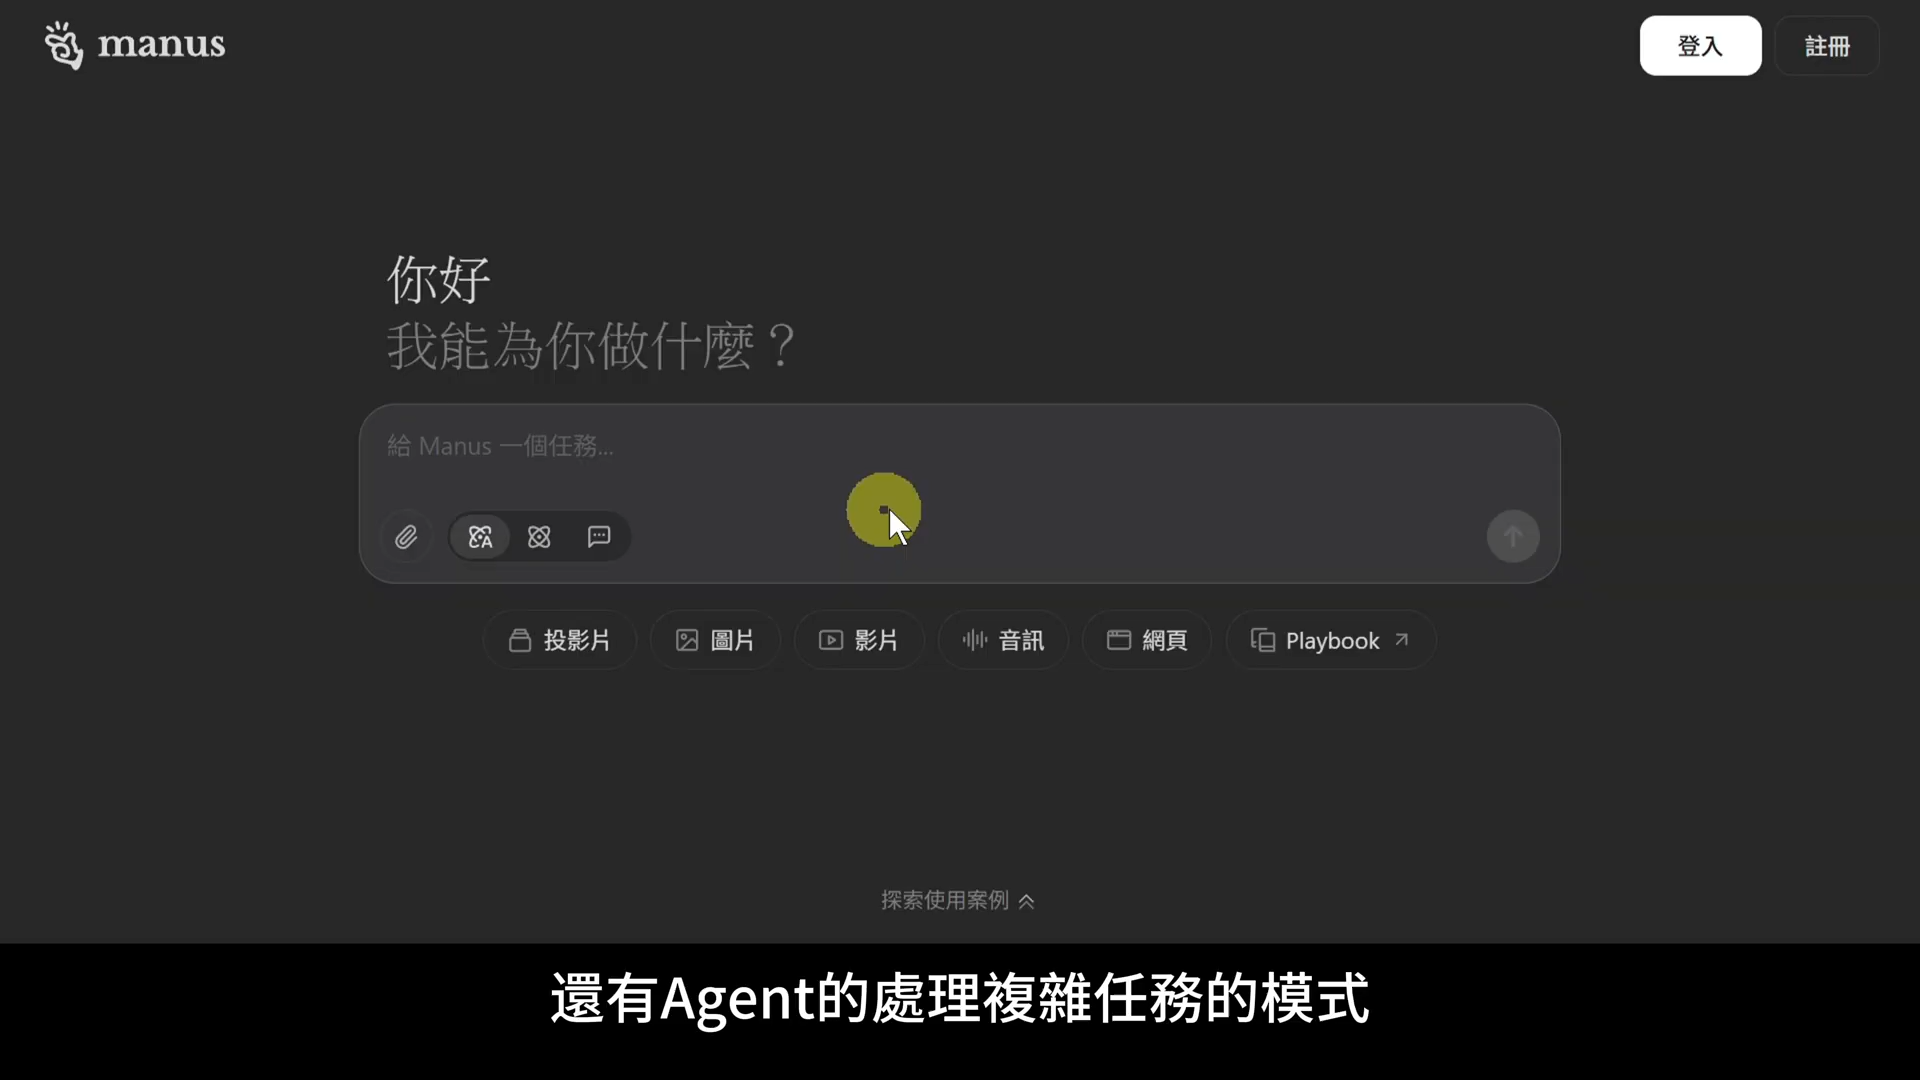 manus
登入
註冊
你好
我能為你做什麼？
給 Manus 一個任務...
投影片
圖片
影片
音訊
網頁
Playbook
探索使用案例
還有Agent的處理複雜任務的模式